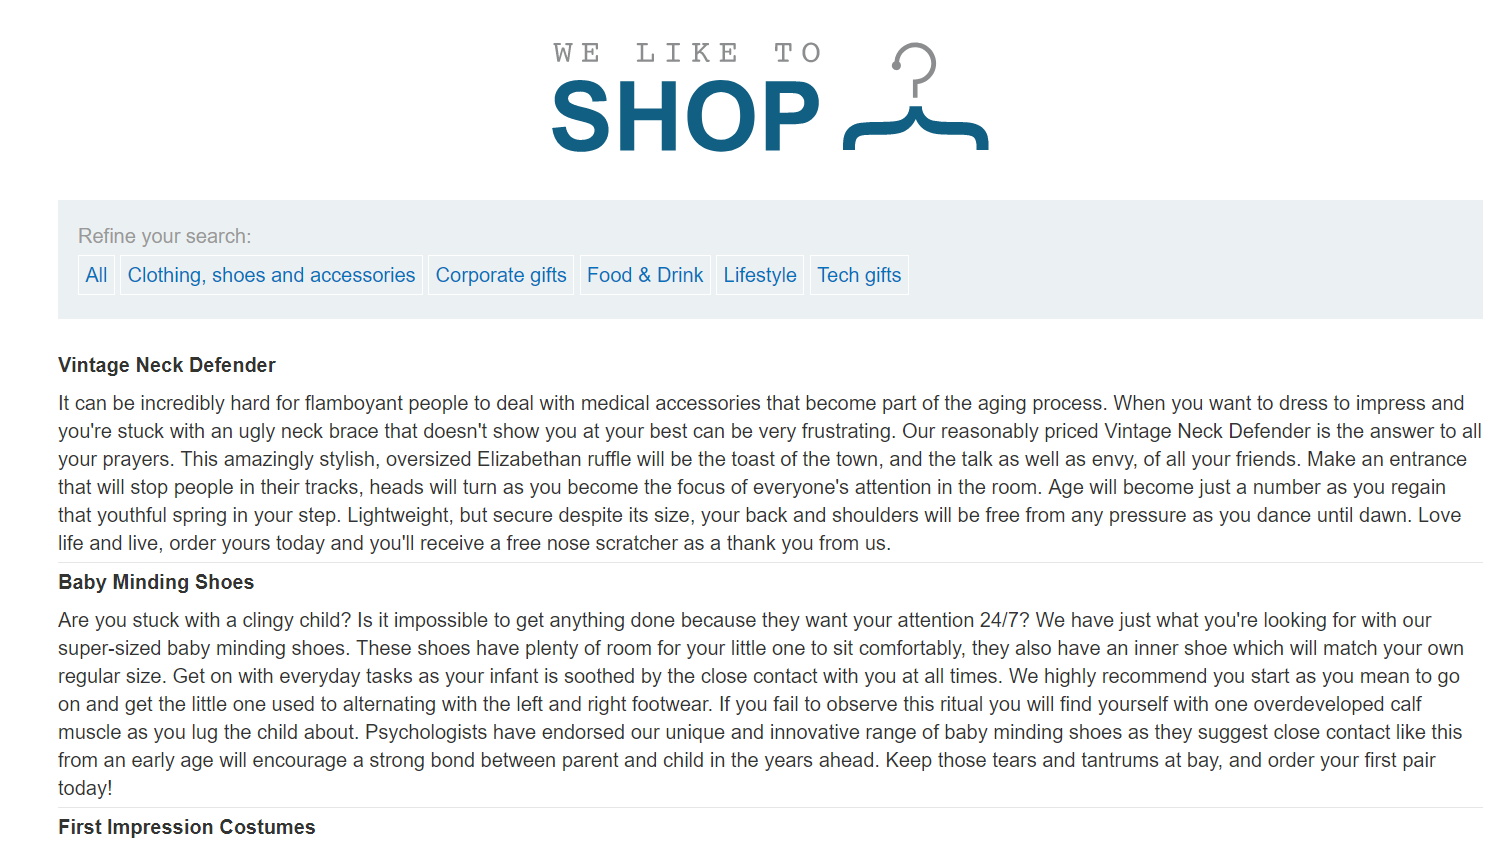 WE LIKE TO
SHOP
Refine your search:
All Clothing, shoes and accessories Corporate gifts Food & Drink Lifestyle Tech gifts
Vintage Neck Defender
It can be incredibly hard for flamboyant people to deal with medical accessories that become part of the aging process. When you want to dress to impress and
you're stuck with an ugly neck brace that doesn't show you at your best can be very frustrating. Our reasonably priced Vintage Neck Defender is the answer to all
your prayers. This amazingly stylish, oversized Elizabethan ruffle will be the toast of the town, and the talk as well as envy, of all your friends. Make an entrance
that will stop people in their tracks, heads will turn as you become the focus of everyone's attention in the room. Age will become just a number as you regain
that youthful spring in your step. Lightweight, but secure despite its size, your back and shoulders will be free from any pressure as you dance until dawn. Love
life and live, order yours today and you'll receive a free nose scratcher as a thank you from us.
Baby Minding Shoes
Are you stuck with a clingy child? Is it impossible to get anything done because they want your attention 24/7? We have just what you're looking for with our
super-sized baby minding shoes. These shoes have plenty of room for your little one to sit comfortably, they also have an inner shoe which will match your own
regular size. Get on with everyday tasks as your infant is soothed by the close contact with you at all times. We highly recommend you start as you mean to go
on and get the little one used to alternating with the left and right footwear. If you fail to observe this ritual you will find yourself with one overdeveloped calf
muscle as you lug the child about. Psychologists have endorsed our unique and innovative range of baby minding shoes as they suggest close contact like this
from an early age will encourage a strong bond between parent and child in the years ahead. Keep those tears and tantrums at bay, and order your first pair
today!
First Impression Costumes